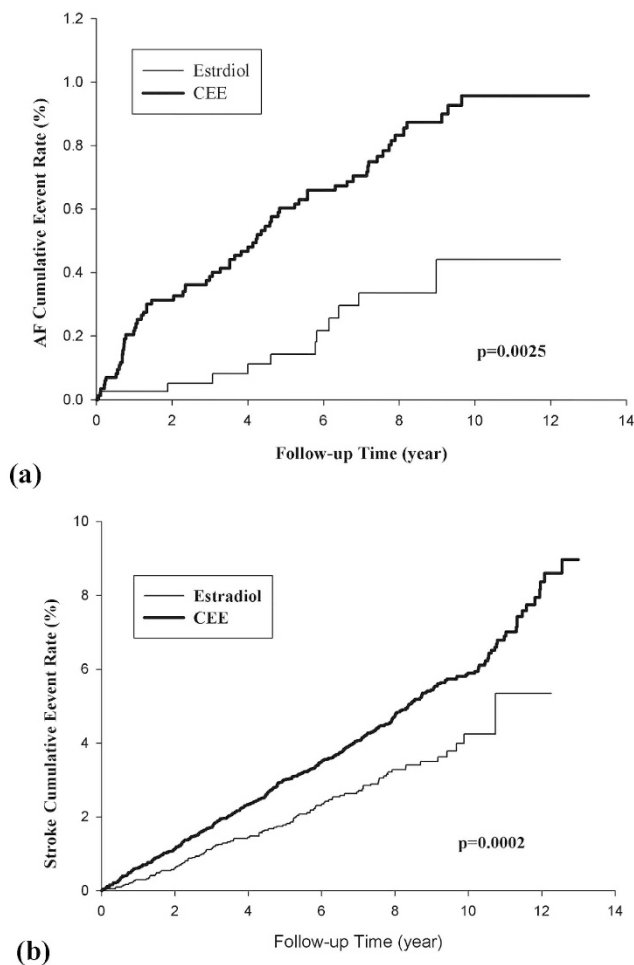 1.2
1.0
0.8
0.6
0.4
0.2
0.0
AF Cumulative Eevent Rate (%)
Estrdiol
CEE
p=0.0025
0 2 4 6 8 10 12 14
Follow-up Time (year)
(a)
10
8
6
4
2
0
Stroke Cumulative Eevent Rate (%)
Estradiol
CEE
p=0.0002
0 2 4 6 8 10 12 14
Follow-up Time (year)
(b)